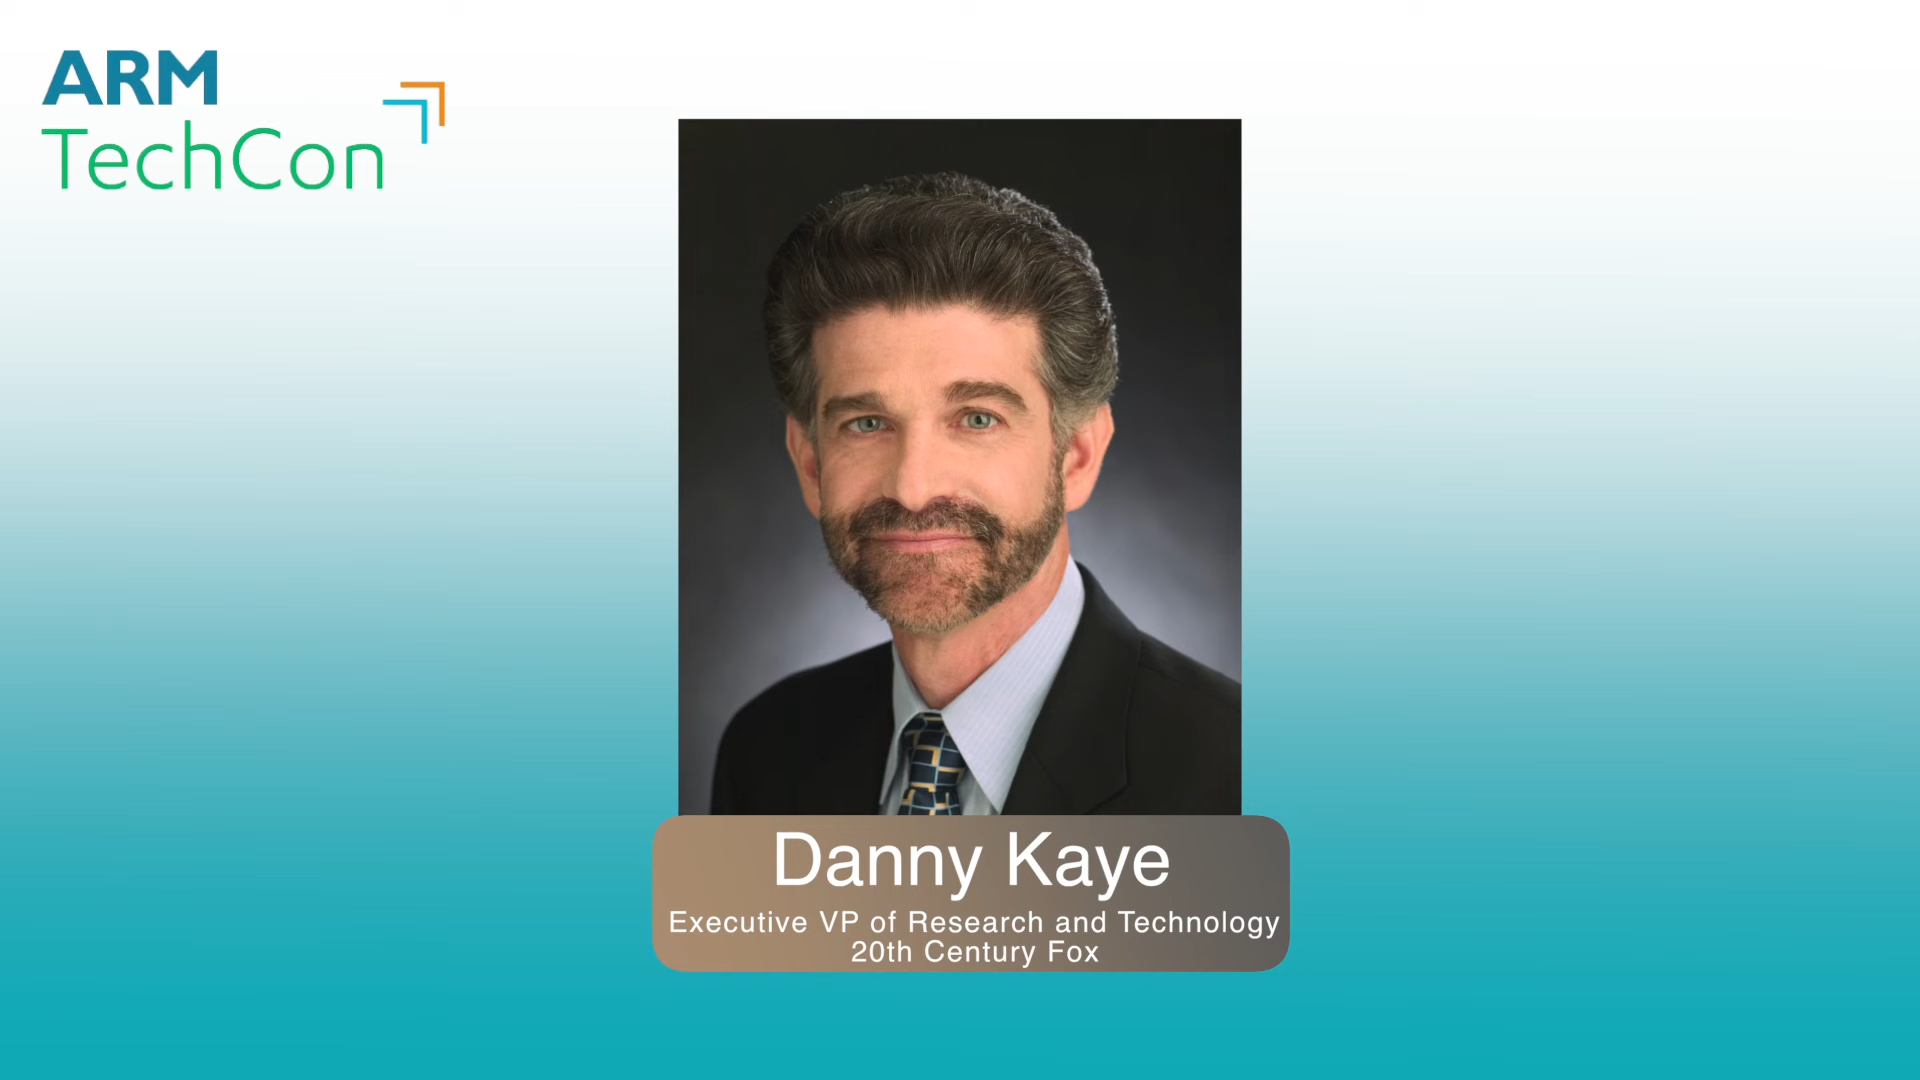 ARM
TechCon
Danny Kaye
Executive VP of Research and Technology
20th Century Fox